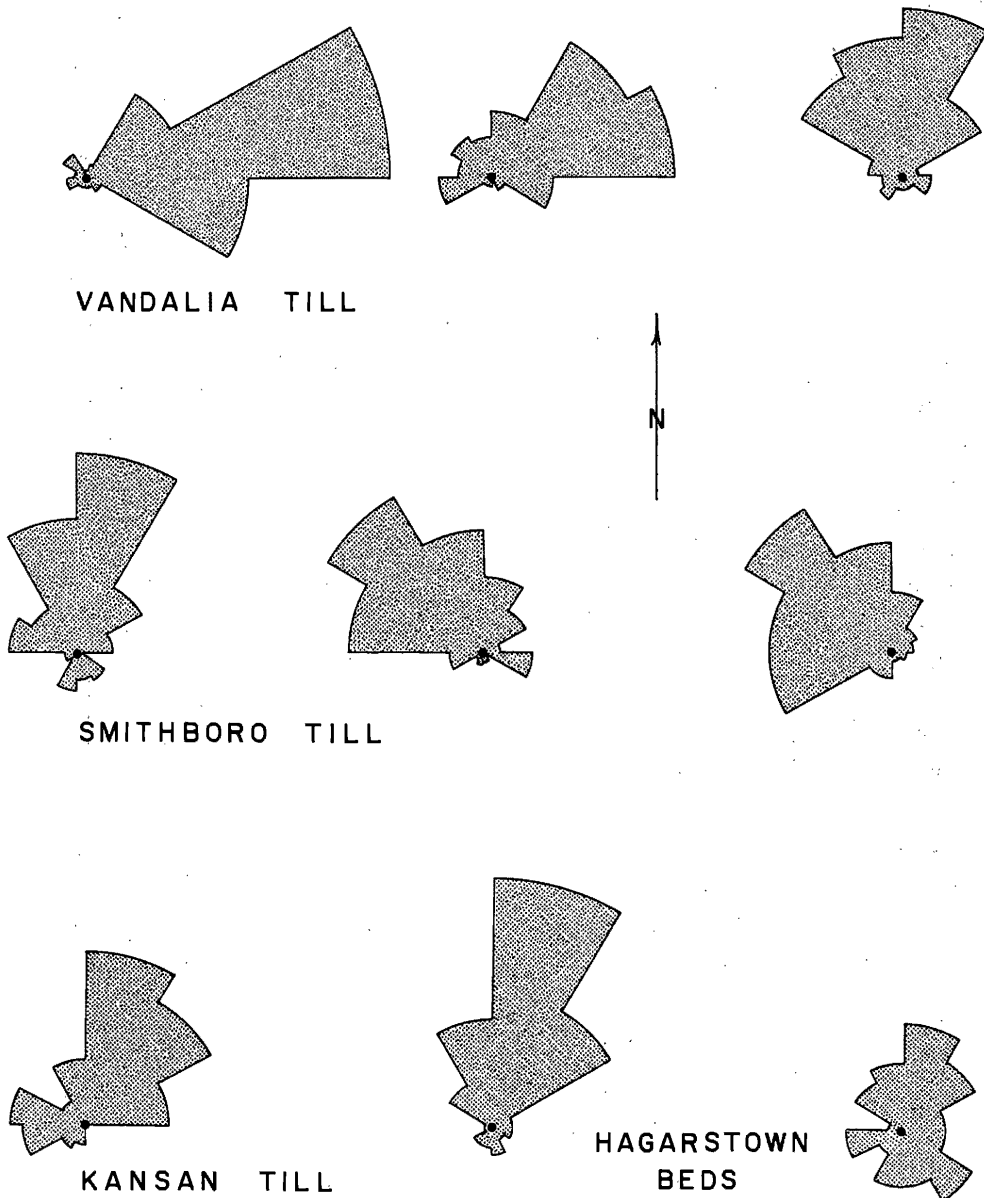 VANDALIA TILL
N
SMITHBORO TILL
KANSAN TILL
HAGARSTOWN
BEDS